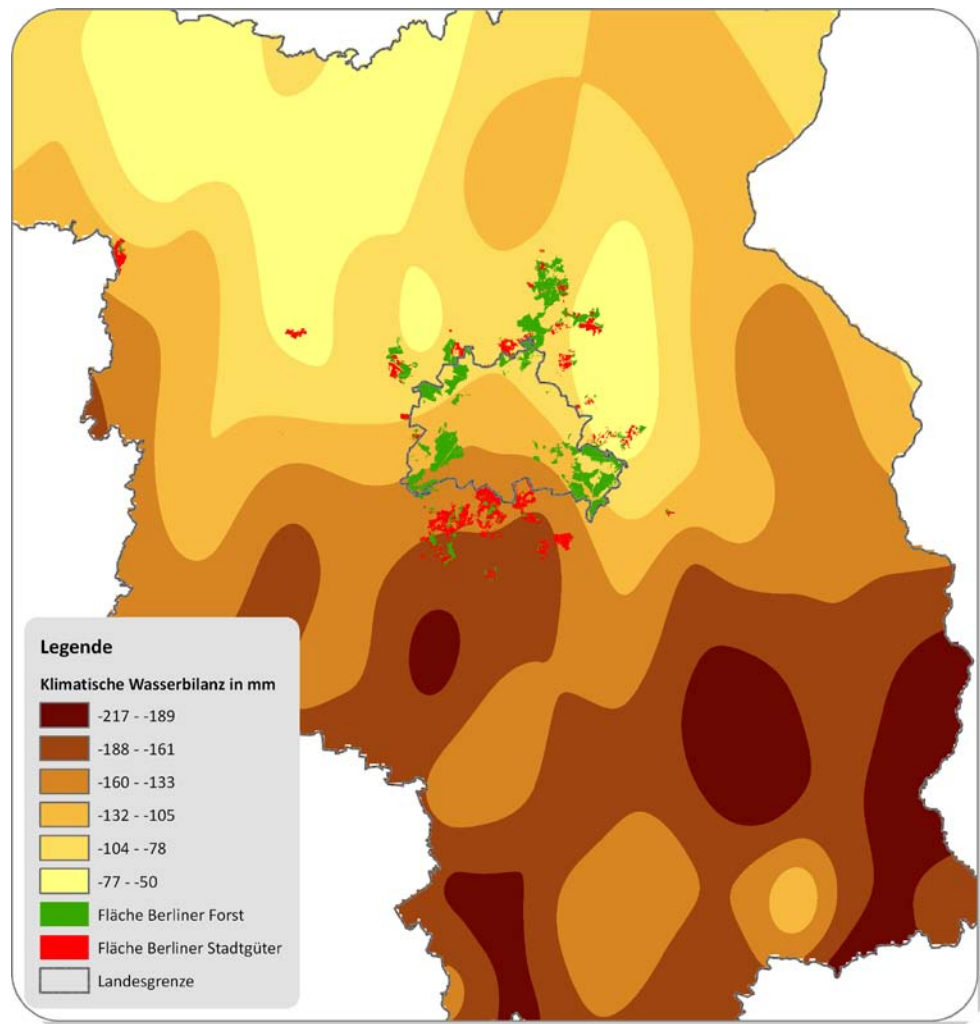 Legende
Klimatische Wasserbilanz in mm
-217 - -189
-188 - -161
-160 - -133
-132 - -105
-104 - -78
-77 - -50
Fläche Berliner Forst
Fläche Berliner Stadtgüter
Landesgrenze